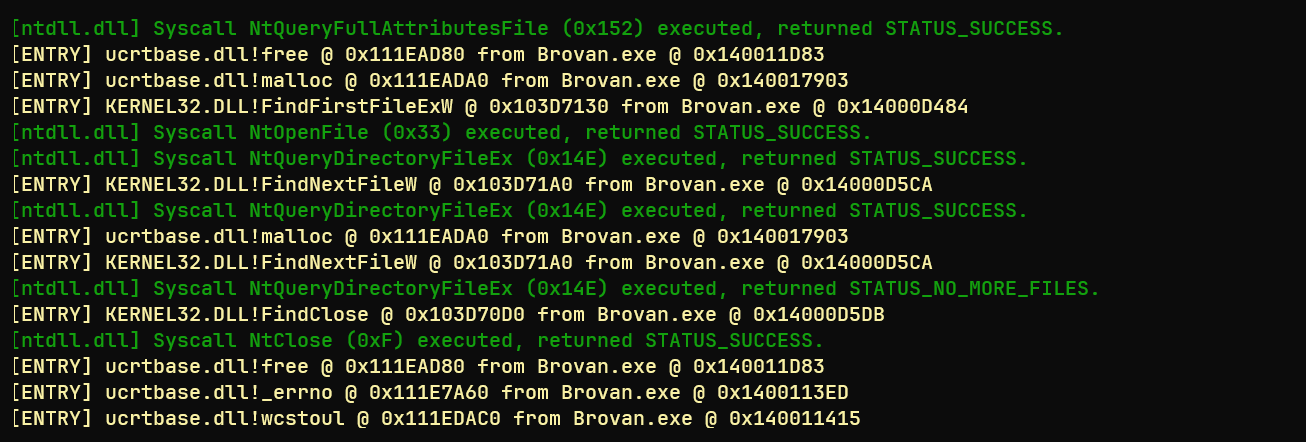 [ntdll.dll] Syscall NtQueryFullAttributesFile (0x152) executed, returned STATUS_SUCCESS.
[ENTRY] ucrtbase.dll!free @ 0x111EAD80 from Brovan.exe @ 0x140011D83
[ENTRY] ucrtbase.dll!malloc @ 0x111EADA0 from Brovan.exe @ 0x140017903
[ENTRY] KERNEL32.DLL!FindFirstFileExW @ 0x103D7130 from Brovan.exe @ 0x14000D484
[ntdll.dll] Syscall NtOpenFile (0x33) executed, returned STATUS_SUCCESS.
[ntdll.dll] Syscall NtQueryDirectoryFileEx (0x14E) executed, returned STATUS_SUCCESS.
[ENTRY] KERNEL32.DLL!FindNextFileW @ 0x103D71A0 from Brovan.exe @ 0x14000D5CA
[ntdll.dll] Syscall NtQueryDirectoryFileEx (0x14E) executed, returned STATUS_SUCCESS.
[ENTRY] ucrtbase.dll!malloc @ 0x111EADA0 from Brovan.exe @ 0x140017903
[ENTRY] KERNEL32.DLL!FindNextFileW @ 0x103D71A0 from Brovan.exe @ 0x14000D5CA
[ntdll.dll] Syscall NtQueryDirectoryFileEx (0x14E) executed, returned STATUS_NO_MORE_FILES.
[ENTRY] KERNEL32.DLL!FindClose @ 0x103D70D0 from Brovan.exe @ 0x14000D5DB
[ntdll.dll] Syscall NtClose (0xF) executed, returned STATUS_SUCCESS.
[ENTRY] ucrtbase.dll!free @ 0x111EAD80 from Brovan.exe @ 0x140011D83
[ENTRY] ucrtbase.dll!_errno @ 0x111E7A60 from Brovan.exe @ 0x1400113ED
[ENTRY] ucrtbase.dll!wcstoul @ 0x111EDAC0 from Brovan.exe @ 0x140011415